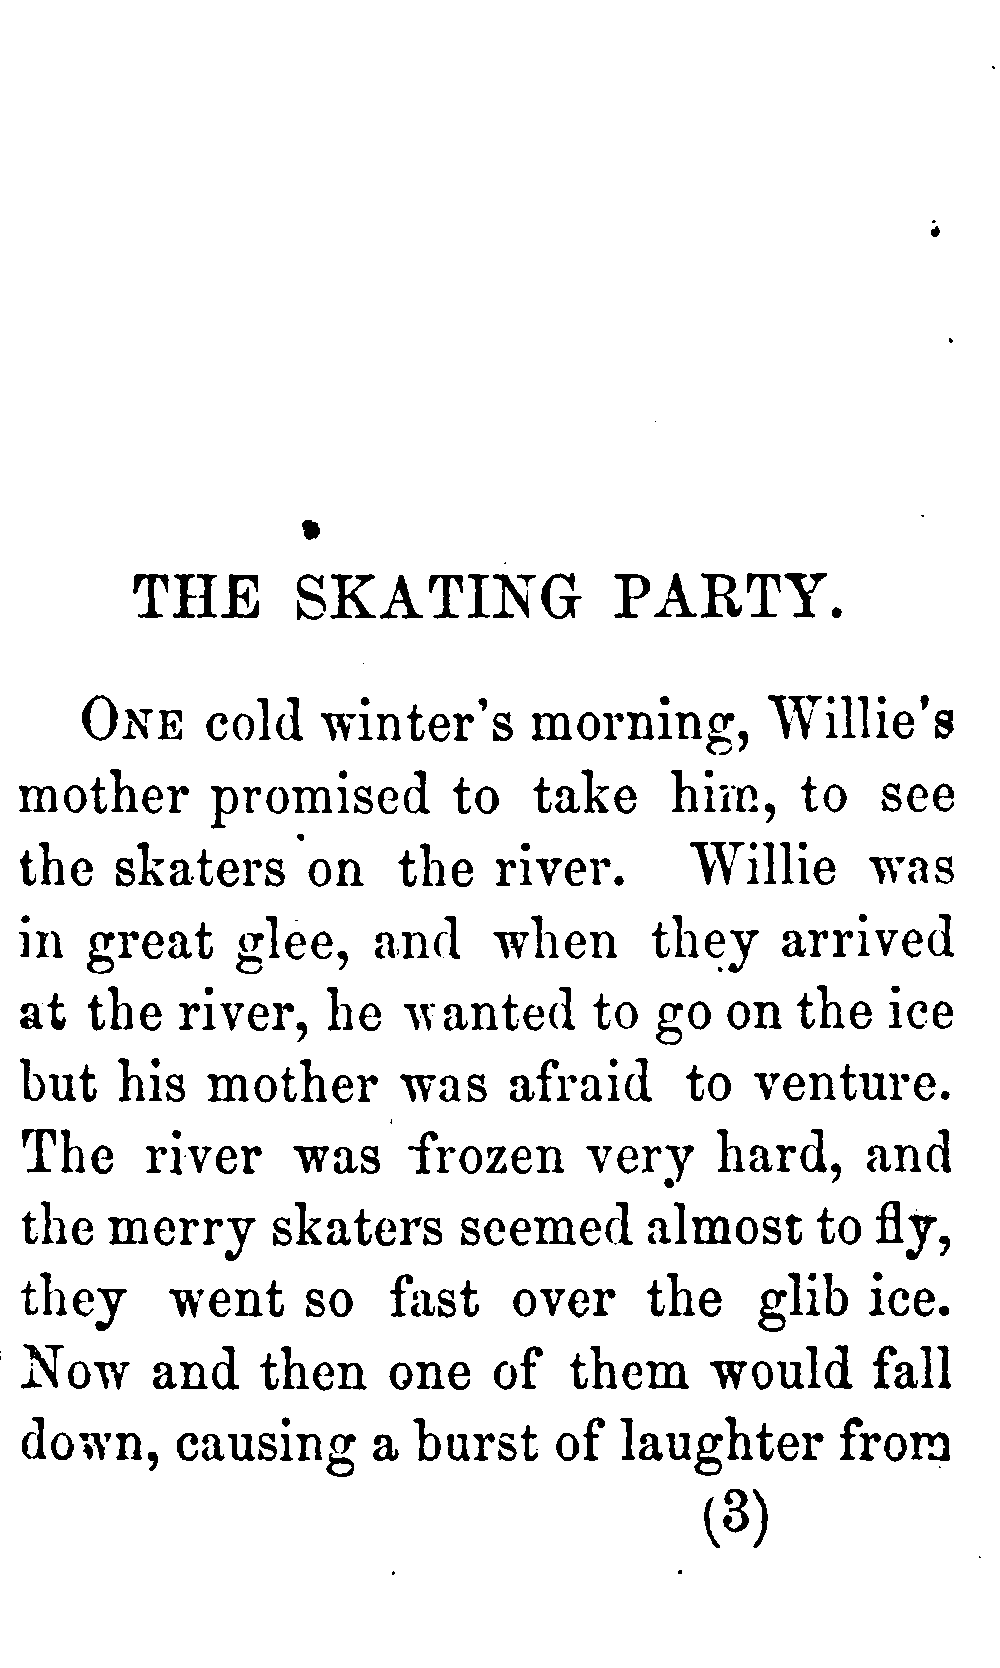 THE SKATING PARTY.
ONE cold winter's morning, Willie's
mother promised to take him, to see
the skaters on the river. Willie was
in great glee, and when they arrived
at the river, he wanted to go on the ice
but his mother was afraid to venture.
The river was frozen very hard, and
the merry skaters seemed almost to fly,
they went so fast over the glib ice.
Now and then one of them would fall
down, causing a burst of laughter from
(3)